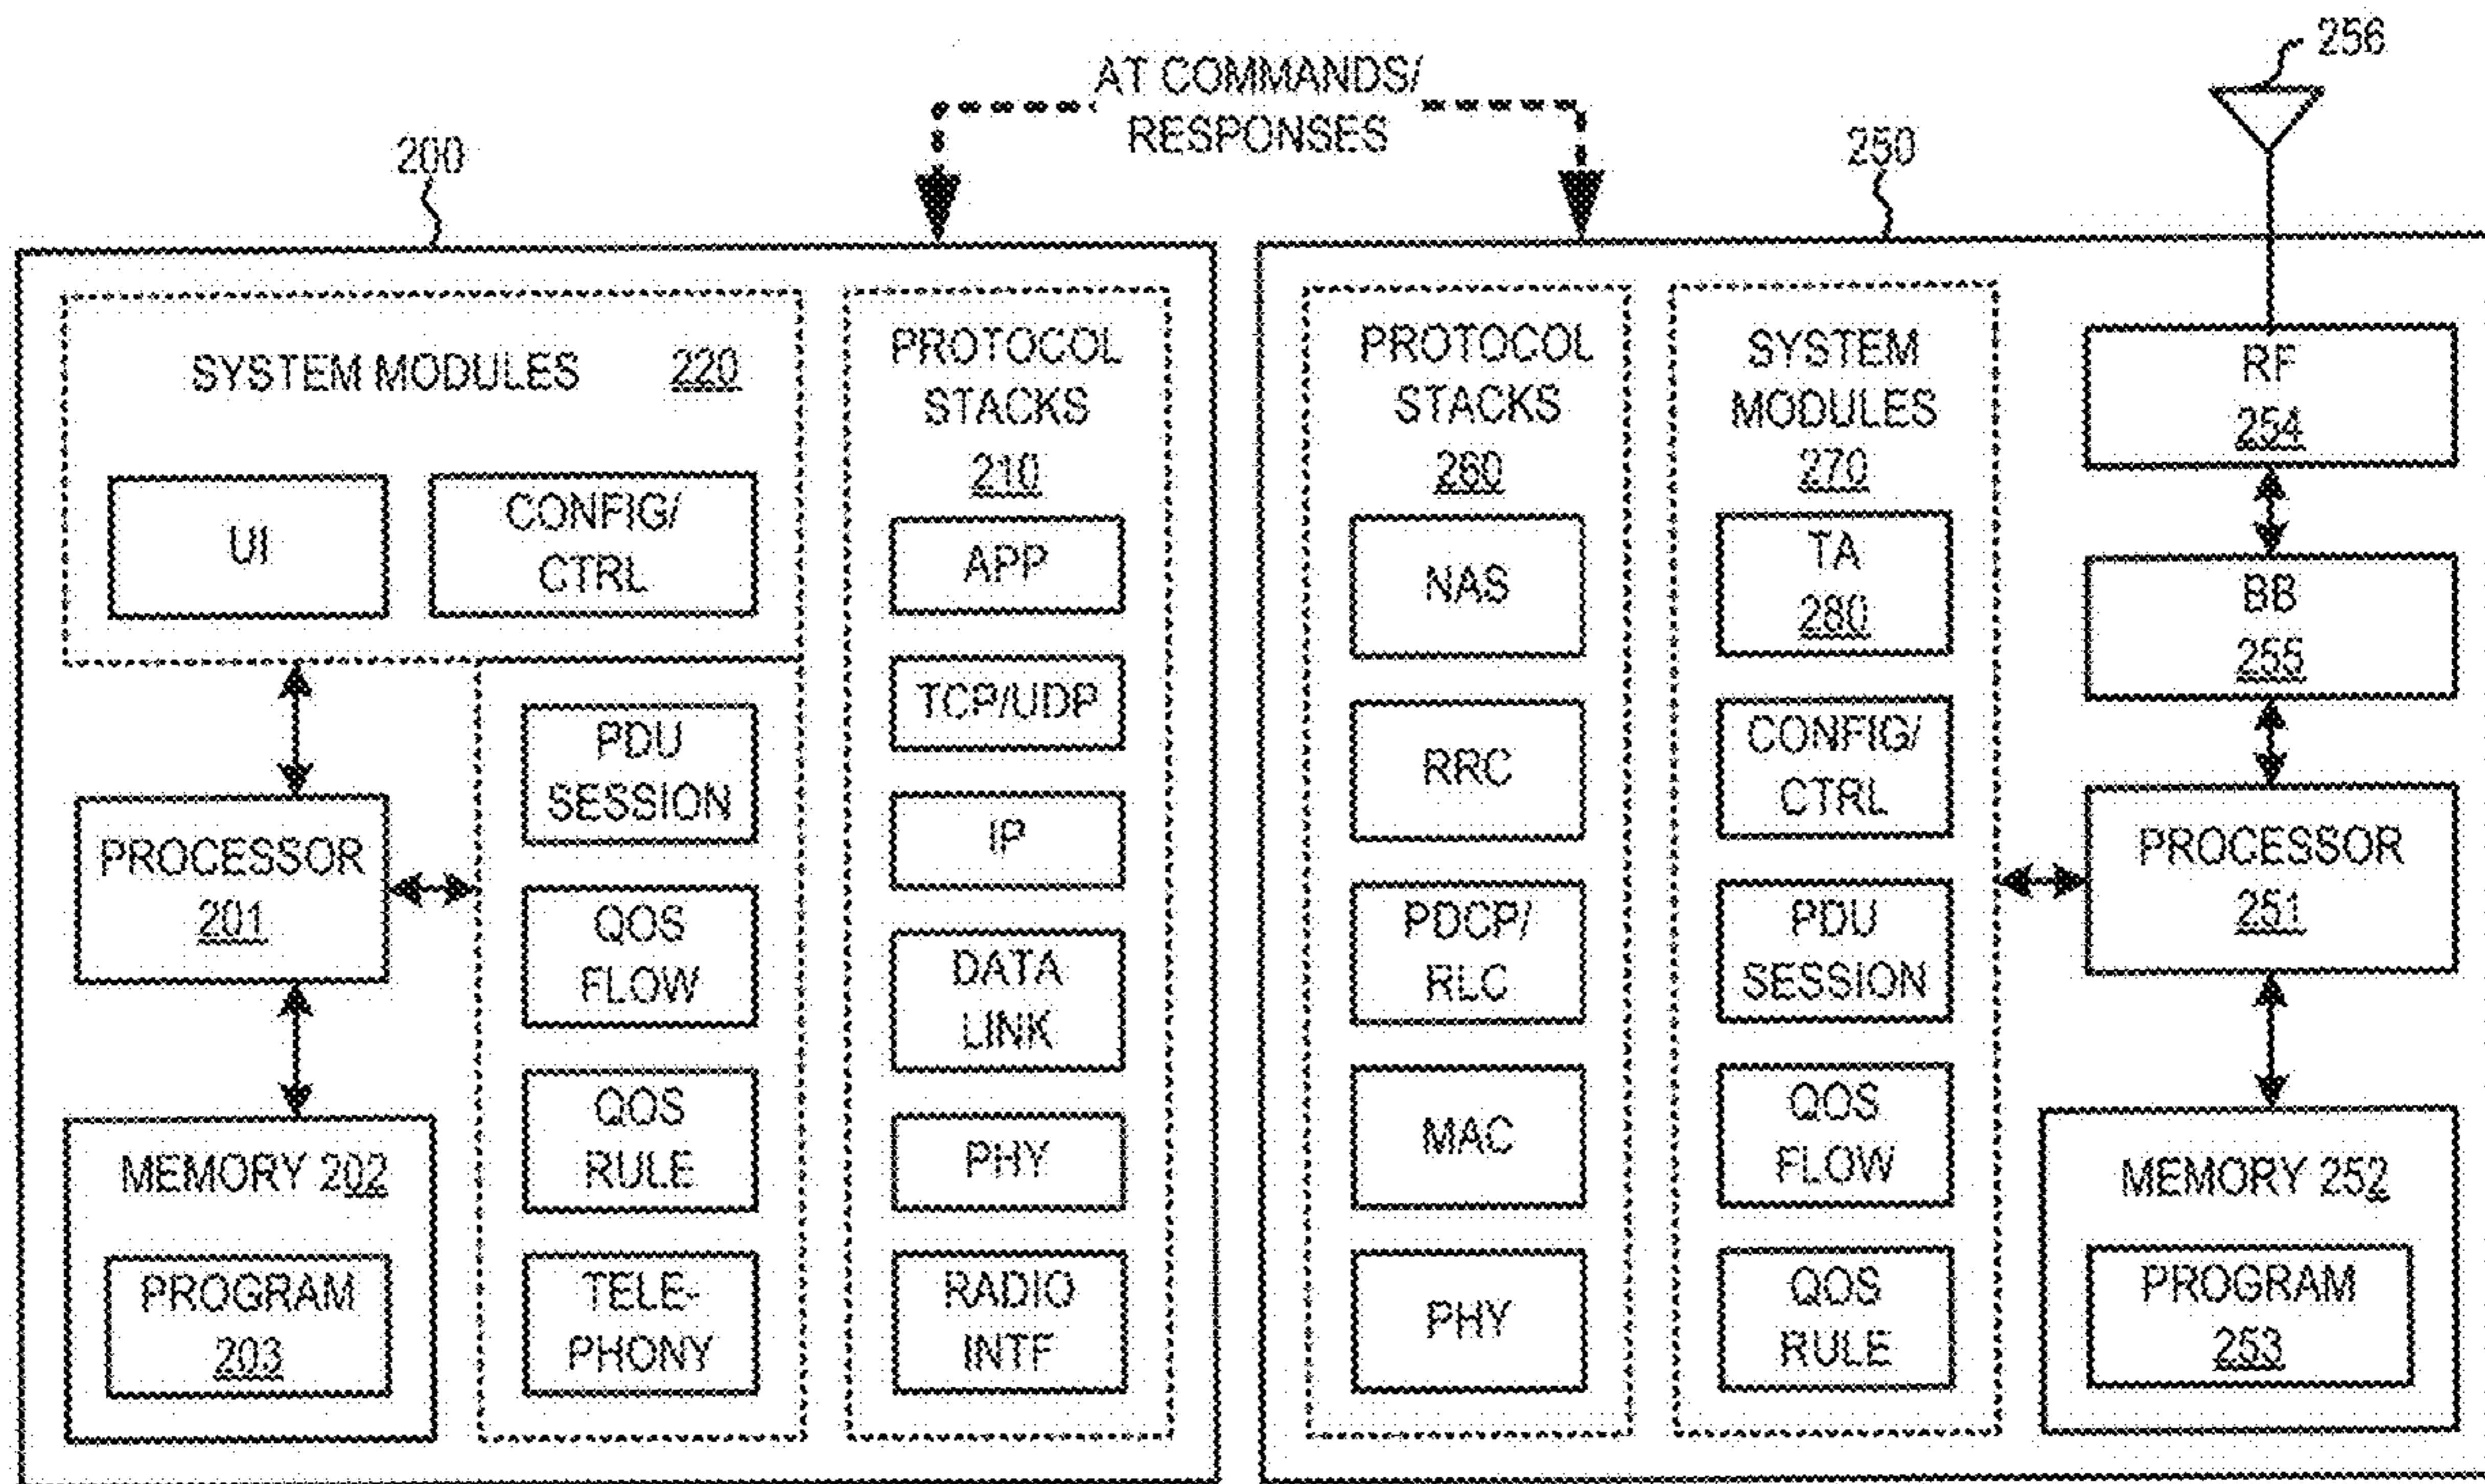 AT COMMANDS/
RESPONSES
256
200
250
SYSTEM MODULES 220
UI
CONFIG/
CTRL
PROCESSOR
201
MEMORY 202
PROGRAM
203
PDU
SESSION
QOS
FLOW
QOS
RULE
TELE-
PHONY
PROTOCOL
STACKS
210
APP
TCP/UDP
IP
DATA
LINK
PHY
RADIO
INTF
PROTOCOL
STACKS
260
NAS
RRC
PDCP/
RLC
MAC
PHY
SYSTEM
MODULES
270
TA
280
CONFIG/
CTRL
PDU
SESSION
QOS
FLOW
QOS
RULE
RF
254
BB
255
PROCESSOR
251
MEMORY 252
PROGRAM
253